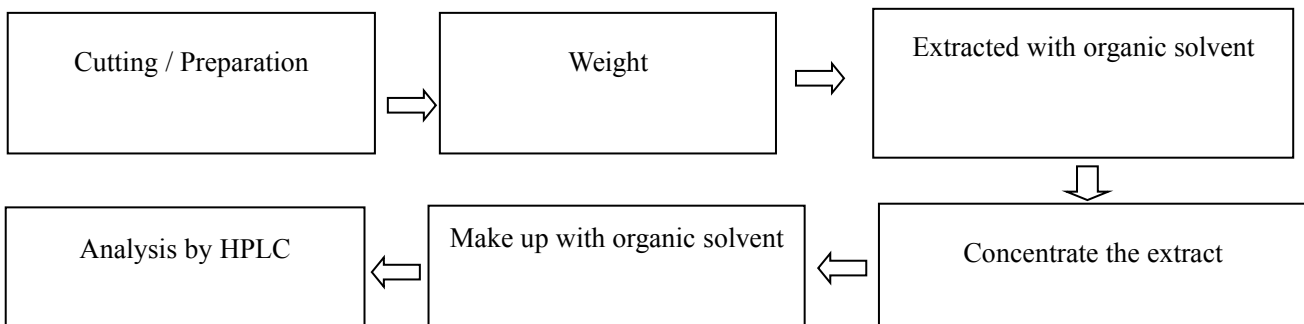 Cutting / Preparation
Weight
Extracted with organic solvent
Concentrate the extract
Make up with organic solvent
Analysis by HPLC